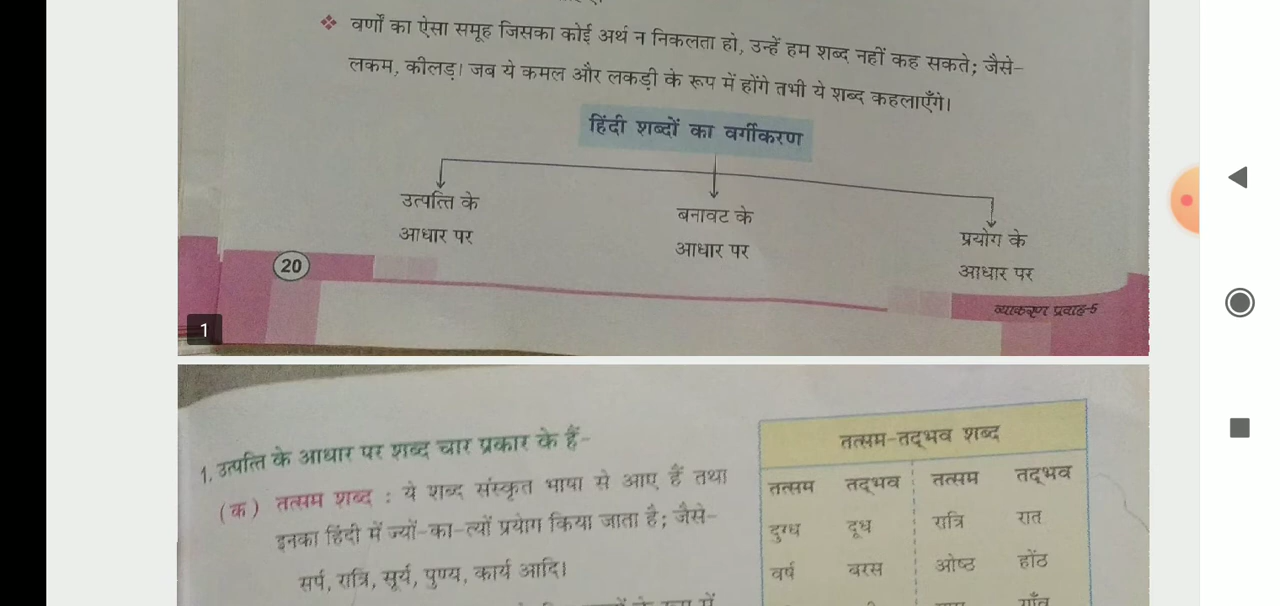 ❖ वर्णों का ऐसा समूह जिसका कोई अर्थ न निकलता हो, उन्हें हम शब्द नहीं कह सकते; जैसे–
लकम, कीलड़। जब ये कमल और लकड़ी के रूप में होंगे तभी ये शब्द कहलाएँगे।
हिंदी शब्दों का वर्गीकरण
उत्पत्ति के
आधार पर
बनावट के
आधार पर
प्रयोग के
आधार पर
20
व्याकरण प्रवाह-5
1
1. उत्पत्ति के आधार पर शब्द चार प्रकार के हैं–
(क) तत्सम शब्द : ये शब्द संस्कृत भाषा से आए हैं तथा
इनका हिंदी में ज्यों-का-त्यों प्रयोग किया जाता है; जैसे–
सर्प, रात्रि, सूर्य, पुण्य, कार्य आदि।
तत्सम-तद्भव शब्द
तत्सम तद्भव तत्सम तद्भव
दुग्ध दूध रात्रि रात
वर्ष बरस ओष्ठ होंठ
गाँव